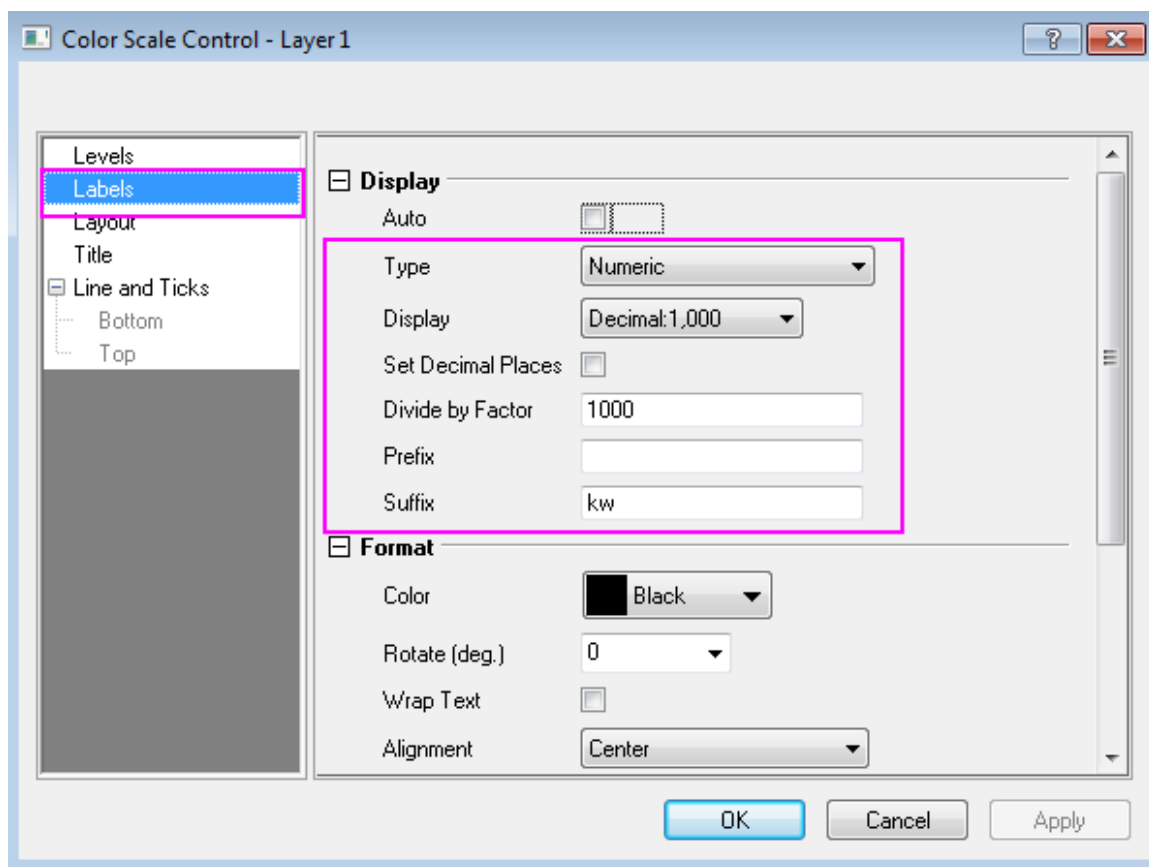 Color Scale Control - Layer 1
Levels
Labels
Layout
Title
Line and Ticks
Bottom
Top
Display
Auto
Type Numeric
Display Decimal:1,000
Set Decimal Places
Divide by Factor 1000
Prefix
Suffix kw
Format
Color Black
Rotate (deg.) 0
Wrap Text
Alignment Center
OK Cancel Apply